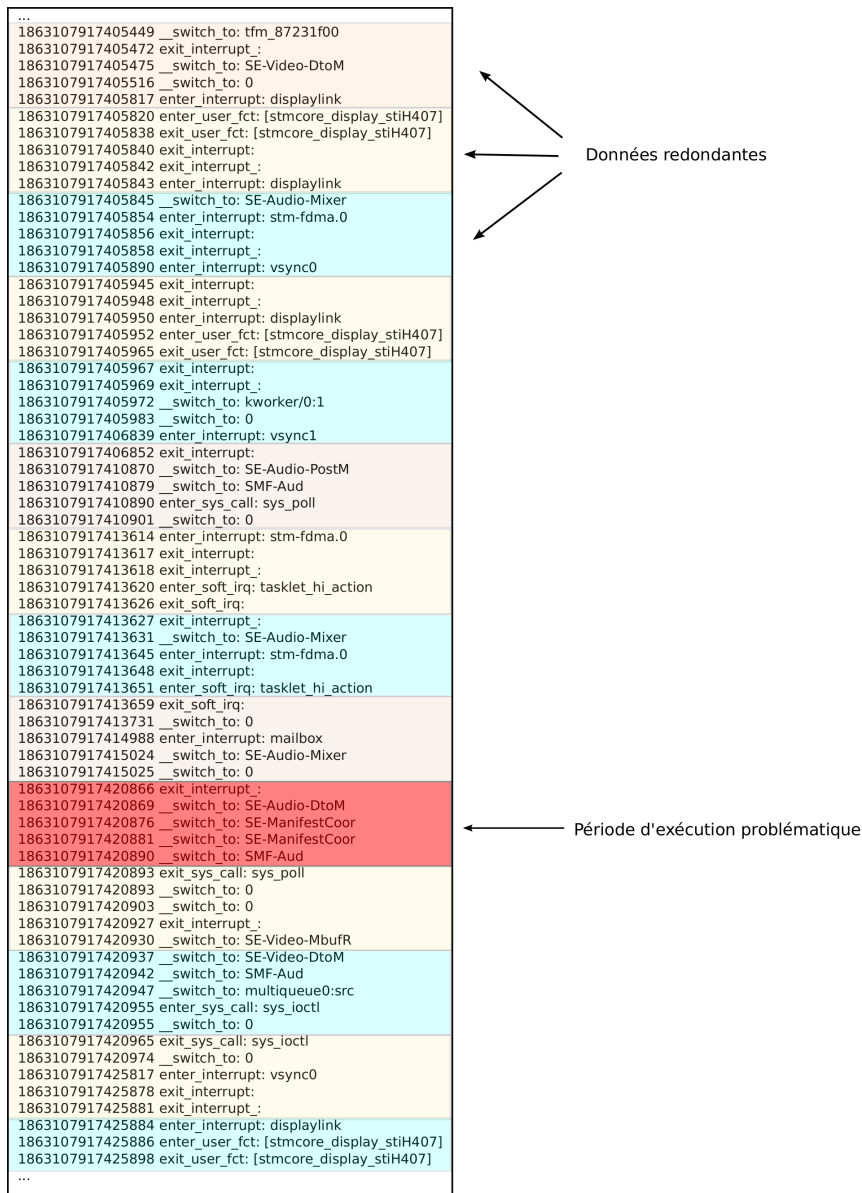 ...
1863107917405449 __switch_to: tfm_87231f00
1863107917405472 exit_interrupt_:
1863107917405475 __switch_to: SE-Video-DtoM
1863107917405516 __switch_to: 0
1863107917405817 enter_interrupt: displaylink
1863107917405820 enter_user_fct: [stmcore_display_stiH407]
1863107917405838 exit_user_fct: [stmcore_display_stiH407]
1863107917405840 exit_interrupt:
1863107917405842 exit_interrupt_:
1863107917405843 enter_interrupt: displaylink
1863107917405845 __switch_to: SE-Audio-Mixer
1863107917405854 enter_interrupt: stm-fdma.0
1863107917405856 exit_interrupt:
1863107917405858 exit_interrupt_:
1863107917405890 enter_interrupt: vsync0
1863107917405945 exit_interrupt:
1863107917405948 exit_interrupt_:
1863107917405950 enter_interrupt: displaylink
1863107917405952 enter_user_fct: [stmcore_display_stiH407]
1863107917405965 exit_user_fct: [stmcore_display_stiH407]
1863107917405967 exit_interrupt:
1863107917405969 exit_interrupt_:
1863107917405972 __switch_to: kworker/0:1
1863107917405983 __switch_to: 0
1863107917406839 enter_interrupt: vsync1
1863107917406852 exit_interrupt:
1863107917410870 __switch_to: SE-Audio-PostM
1863107917410879 __switch_to: SMF-Aud
1863107917410890 enter_sys_call: sys_poll
1863107917410901 __switch_to: 0
1863107917413614 enter_interrupt: stm-fdma.0
1863107917413617 exit_interrupt:
1863107917413618 exit_interrupt_:
1863107917413620 enter_soft_irq: tasklet_hi_action
1863107917413626 exit_soft_irq:
1863107917413627 exit_interrupt_:
1863107917413631 __switch_to: SE-Audio-Mixer
1863107917413645 enter_interrupt: stm-fdma.0
1863107917413648 exit_interrupt:
1863107917413651 enter_soft_irq: tasklet_hi_action
1863107917413659 exit_soft_irq:
1863107917413731 __switch_to: 0
1863107917414988 enter_interrupt: mailbox
1863107917415024 __switch_to: SE-Audio-Mixer
1863107917415025 __switch_to: 0
1863107917420866 exit_interrupt_:
1863107917420869 __switch_to: SE-Audio-DtoM
1863107917420876 __switch_to: SE-ManifestCoor
1863107917420881 __switch_to: SE-ManifestCoor
1863107917420890 __switch_to: SMF-Aud
1863107917420893 exit_sys_call: sys_poll
1863107917420893 __switch_to: 0
1863107917420903 __switch_to: 0
1863107917420927 exit_interrupt_:
1863107917420930 __switch_to: SE-Video-MbufR
1863107917420937 __switch_to: SE-Video-DtoM
1863107917420942 __switch_to: SMF-Aud
1863107917420947 __switch_to: multiqueue0:src
1863107917420955 enter_sys_call: sys_ioctl
1863107917420955 __switch_to: 0
1863107917420965 exit_sys_call: sys_ioctl
1863107917420974 __switch_to: 0
1863107917425817 enter_interrupt: vsync0
1863107917425878 exit_interrupt:
1863107917425881 exit_interrupt_:
1863107917425884 enter_interrupt: displaylink
1863107917425886 enter_user_fct: [stmcore_display_stiH407]
1863107917425898 exit_user_fct: [stmcore_display_stiH407]
...
Données redondantes
Période d'exécution problématique